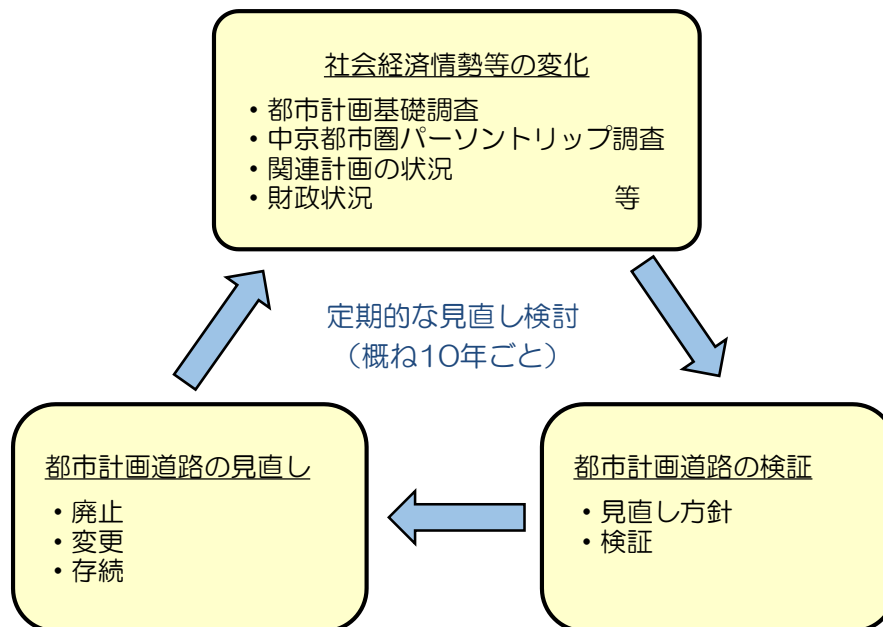 社会経済情勢等の変化
・都市計画基礎調査
・中京都市圏パーソントリップ調査
・関連計画の状況
・財政状況 等
定期的な見直し検討
（概ね10年ごと）
都市計画道路の見直し
・廃止
・変更
・存続
都市計画道路の検証
・見直し方針
・検証